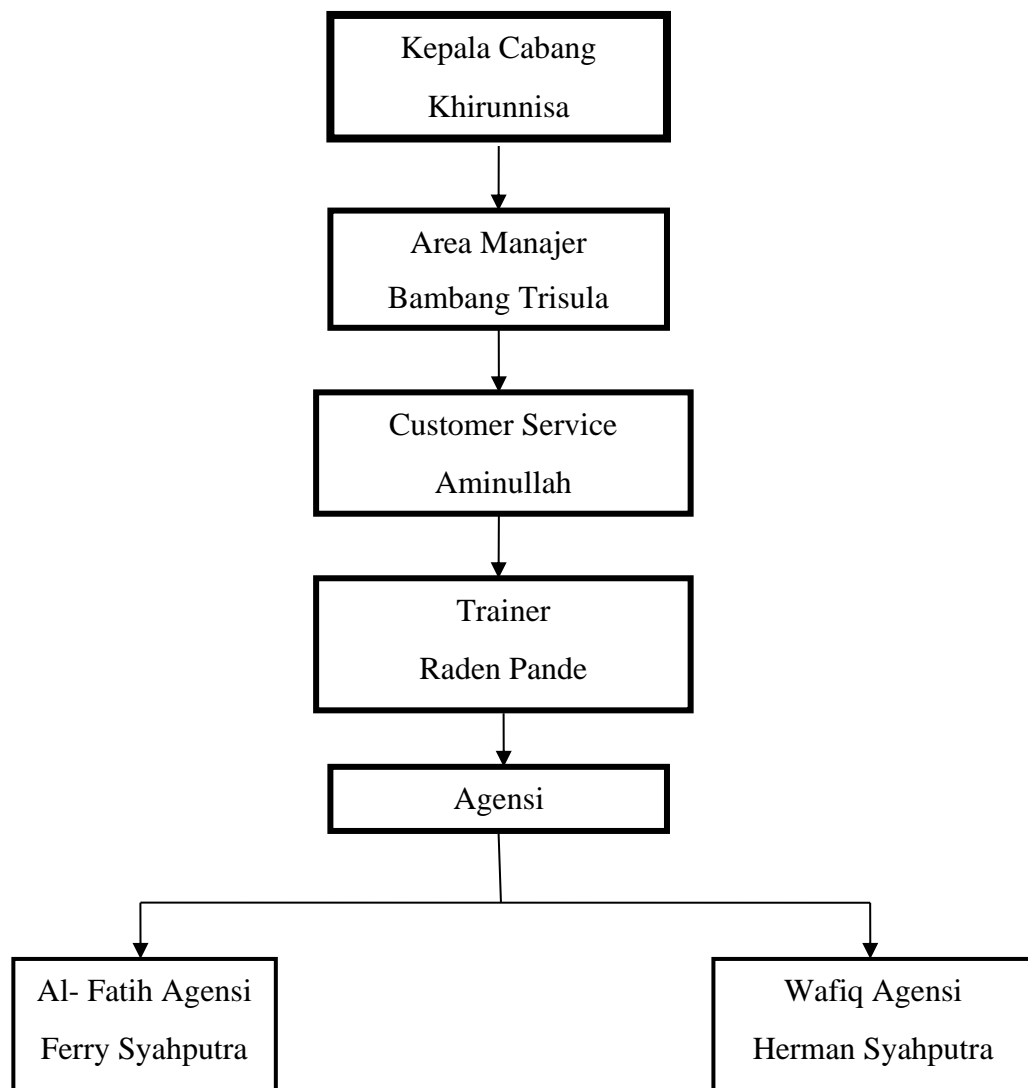 Kepala Cabang
Khirunnisa
Area Manajer
Bambang Trisula
Customer Service
Aminullah
Trainer
Raden Pande
Agensi
Al- Fatih Agensi
Ferry Syahputra
Wafiq Agensi
Herman Syahputra